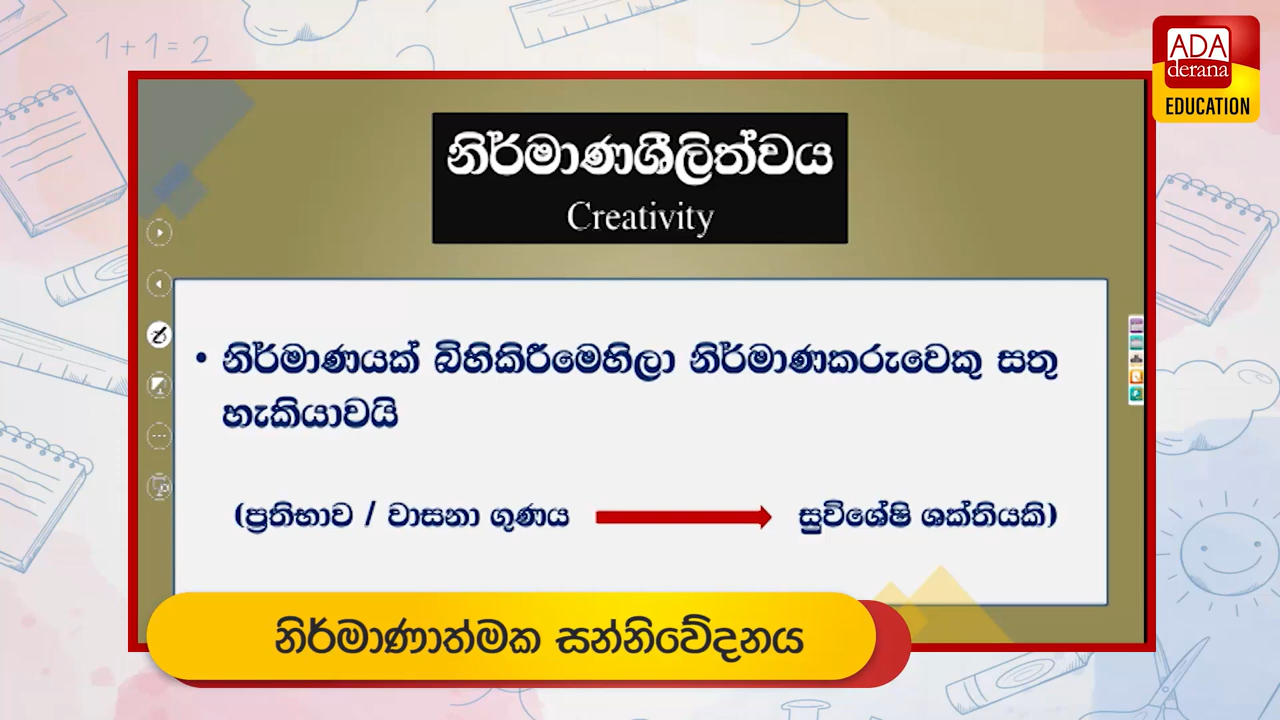 1+1=2
ADA
derana
EDUCATION
නිර්මාණශීලිත්වය
Creativity
• නිර්මාණයක් බිහිකිරීමෙහිලා නිර්මාණකරුවෙකු සතු
හැකියාවයි
(ප්‍රතිභාව / වාසනා ගුණය සුවිශේෂි ශක්තියකි)
නිර්මාණාත්මක සන්නිවේදනය